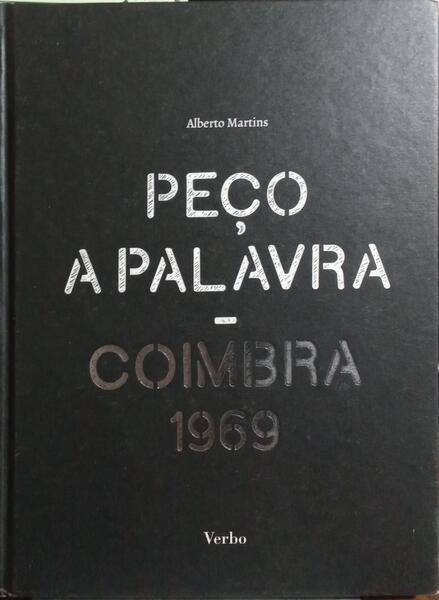 Alberto Martins
PEÇO
A PALAVRA
-
COIMBRA
1969
Verbo